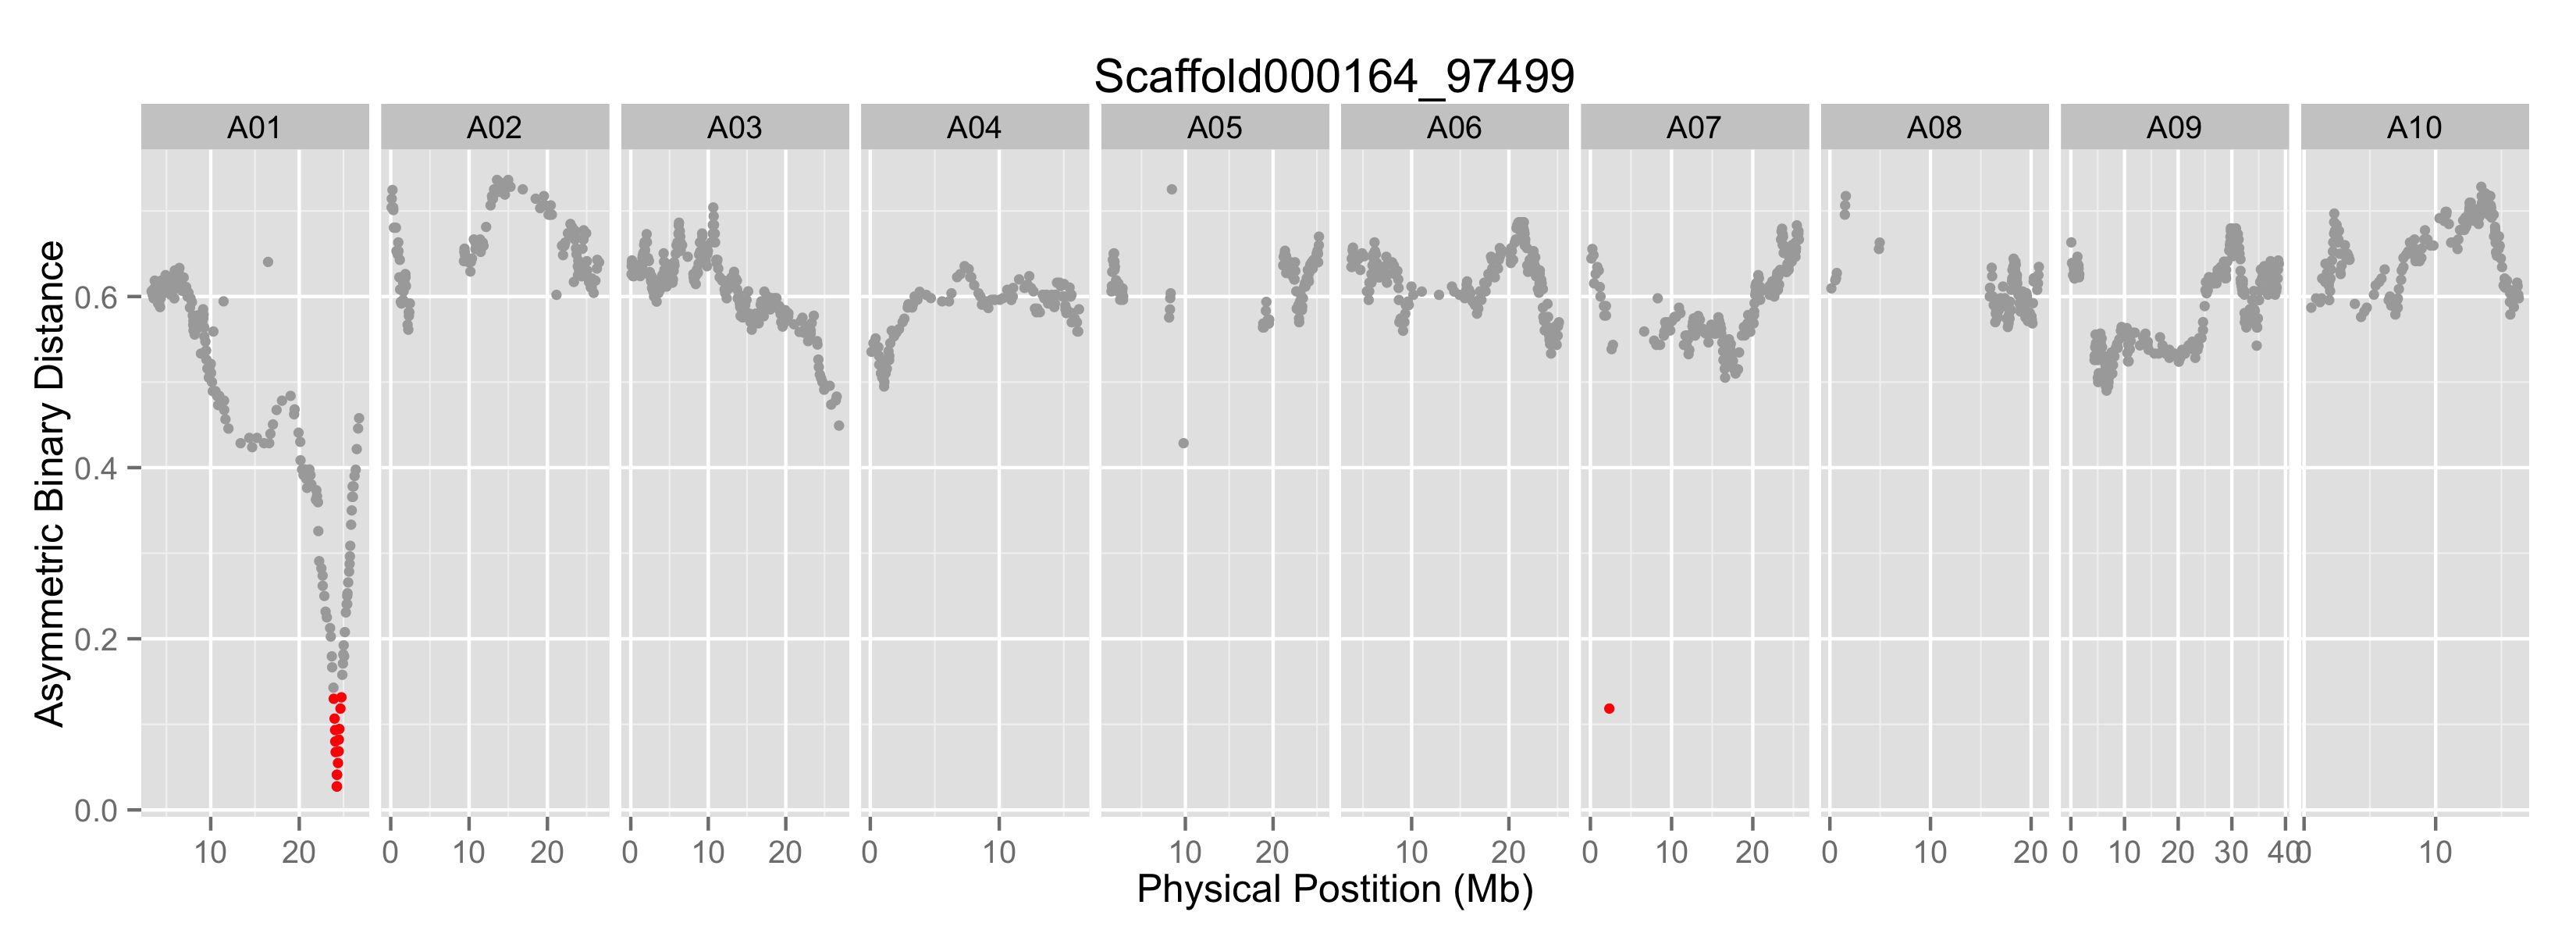 Scaffold000164_97499
A01 A02 A03 A04 A05 A06 A07 A08 A09 A10
Asymmetric Binary Distance
0.6
0.4
0.2
0.0
10 20 0 10 20 0 10 20 0 10 10 20 10 20 0 10 20 0 10 20 0 10 20 30 40 0 10
Physical Postition (Mb)